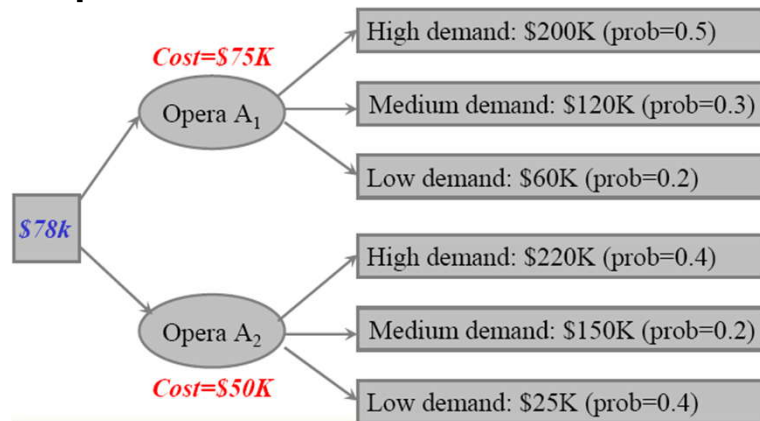 High demand: $200K (prob=0.5)
Cost=$75K
Opera A₁
Medium demand: $120K (prob=0.3)
Low demand: $60K (prob=0.2)
$78k
High demand: $220K (prob=0.4)
Opera A₂
Medium demand: $150K (prob=0.2)
Cost=$50K
Low demand: $25K (prob=0.4)